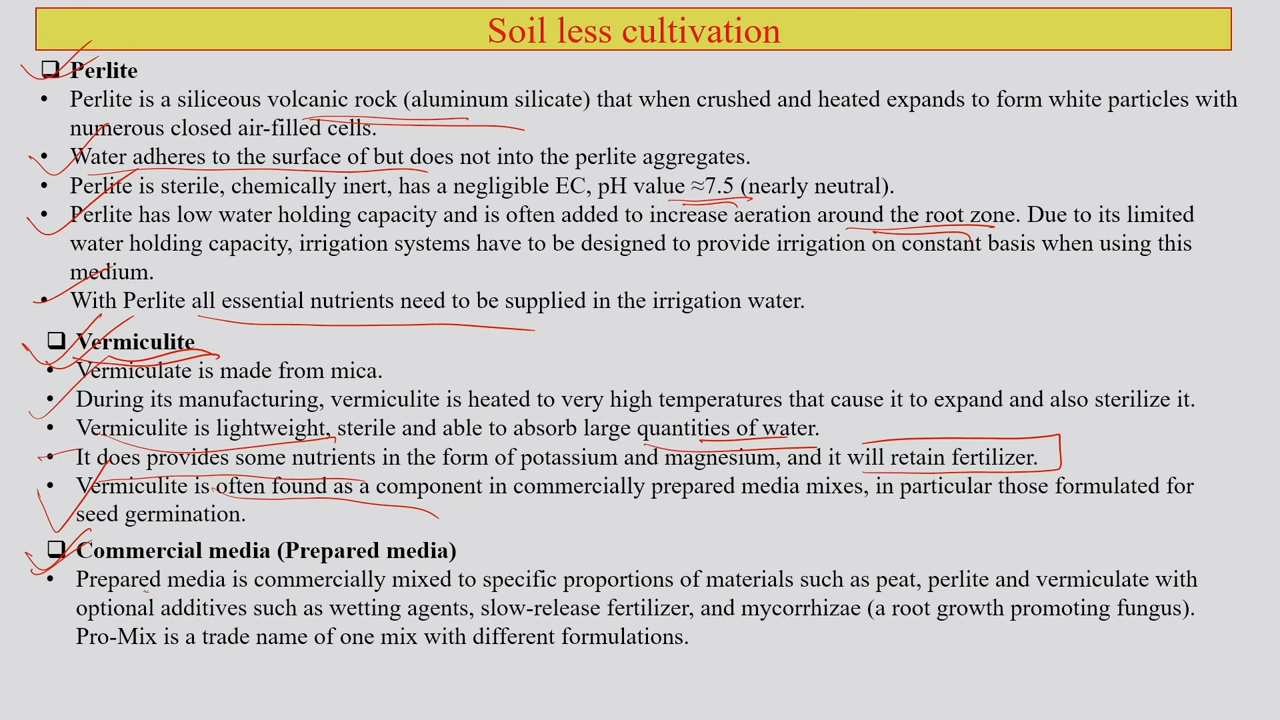 Soil less cultivation
❑ Perlite
• Perlite is a siliceous volcanic rock (aluminum silicate) that when crushed and heated expands to form white particles with
numerous closed air-filled cells.
• Water adheres to the surface of but does not into the perlite aggregates.
• Perlite is sterile, chemically inert, has a negligible EC, pH value ≈7.5 (nearly neutral).
• Perlite has low water holding capacity and is often added to increase aeration around the root zone. Due to its limited
water holding capacity, irrigation systems have to be designed to provide irrigation on constant basis when using this
medium.
• With Perlite all essential nutrients need to be supplied in the irrigation water.
❑ Vermiculite
• Vermiculate is made from mica.
• During its manufacturing, vermiculite is heated to very high temperatures that cause it to expand and also sterilize it.
• Vermiculite is lightweight, sterile and able to absorb large quantities of water.
• It does provides some nutrients in the form of potassium and magnesium, and it will retain fertilizer.
• Vermiculite is often found as a component in commercially prepared media mixes, in particular those formulated for
seed germination.
❑ Commercial media (Prepared media)
• Prepared media is commercially mixed to specific proportions of materials such as peat, perlite and vermiculate with
optional additives such as wetting agents, slow-release fertilizer, and mycorrhizae (a root growth promoting fungus).
Pro-Mix is a trade name of one mix with different formulations.